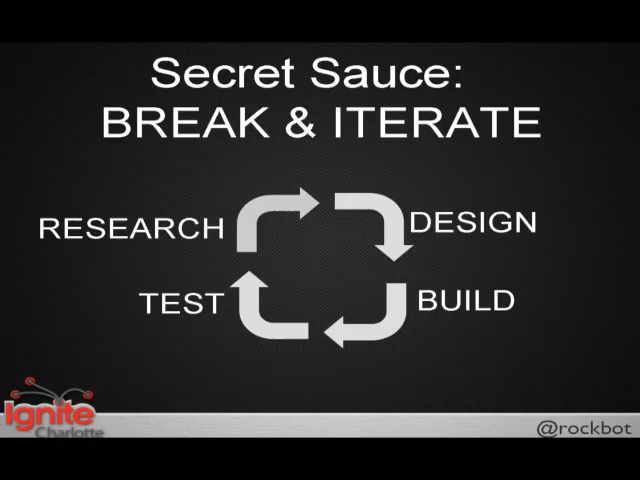 Secret Sauce:
BREAK & ITERATE
RESEARCH
DESIGN
TEST
BUILD
Ignite
Charlotte
@rockbot